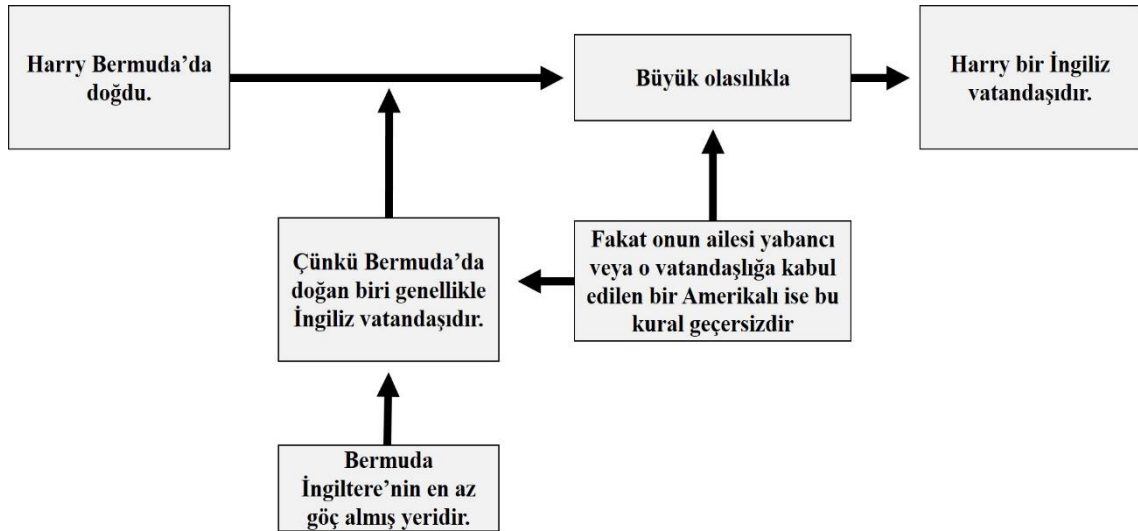 Harry Bermuda’da
doğdu.
Büyük olasılıkla
Harry bir İngiliz
vatandaşıdır.
Çünkü Bermuda’da
doğan biri genellikle
İngiliz vatandaşıdır.
Fakat onun ailesi yabancı
veya o vatandaşlığa kabul
edilen bir Amerikalı ise bu
kural geçersizdir
Bermuda
İngiltere’nin en az
göç almış yeridir.